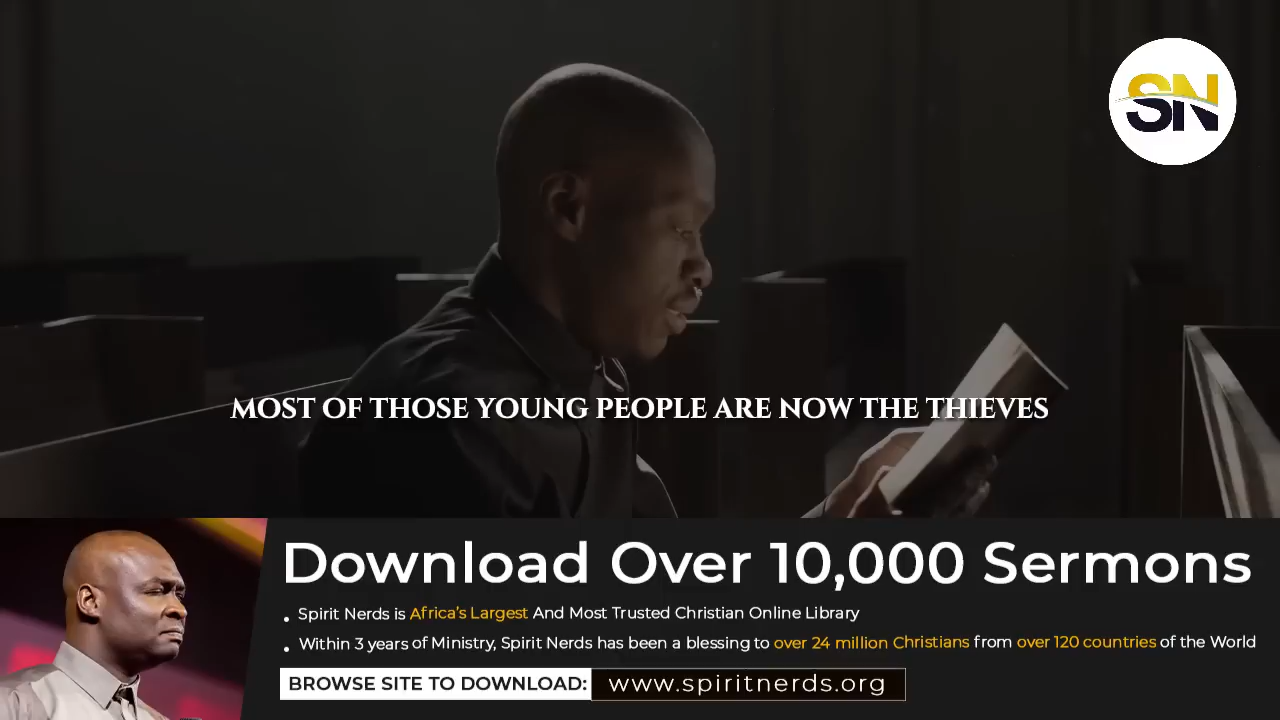 SN
MOST OF THOSE YOUNG PEOPLE ARE NOW THE THIEVES
Download Over 10,000 Sermons
• Spirit Nerds is Africa's Largest And Most Trusted Christian Online Library
• Within 3 years of Ministry, Spirit Nerds has been a blessing to over 24 million Christians from over 120 countries of the World
BROWSE SITE TO DOWNLOAD: www.spiritnerds.org